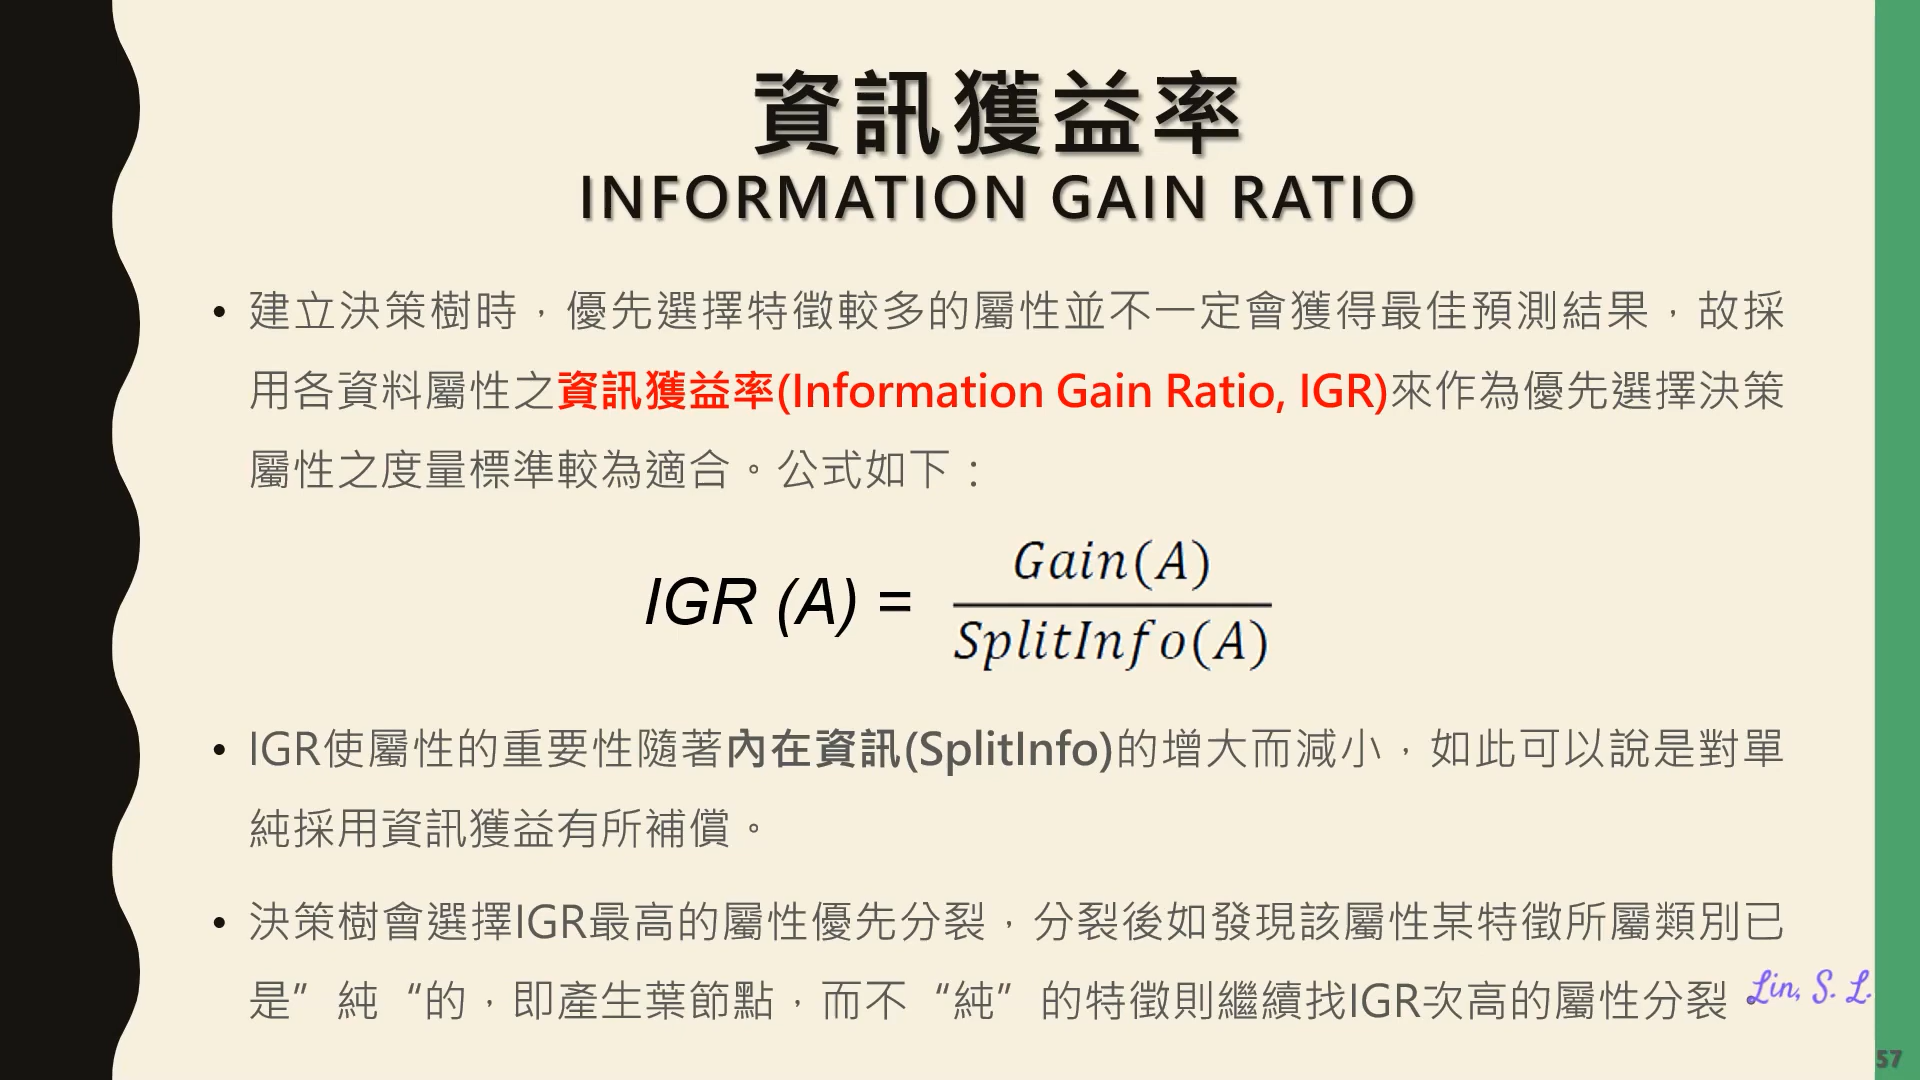 資訊獲益率
INFORMATION GAIN RATIO
• 建立決策樹時，優先選擇特徵較多的屬性並不一定會獲得最佳預測結果，故採
用各資料屬性之資訊獲益率(Information Gain Ratio, IGR)來作為優先選擇決策
屬性之度量標準較為適合。公式如下：
IGR (A) = Gain(A)
SplitInfo(A)
• IGR使屬性的重要性隨著內在資訊(SplitInfo)的增大而減小，如此可以說是對單
純採用資訊獲益有所補償。
• 決策樹會選擇IGR最高的屬性優先分裂，分裂後如發現該屬性某特徵所屬類別已
是”純“的，即產生葉節點，而不“純”的特徵則繼續找IGR次高的屬性分裂。
Lin, S. L.
57